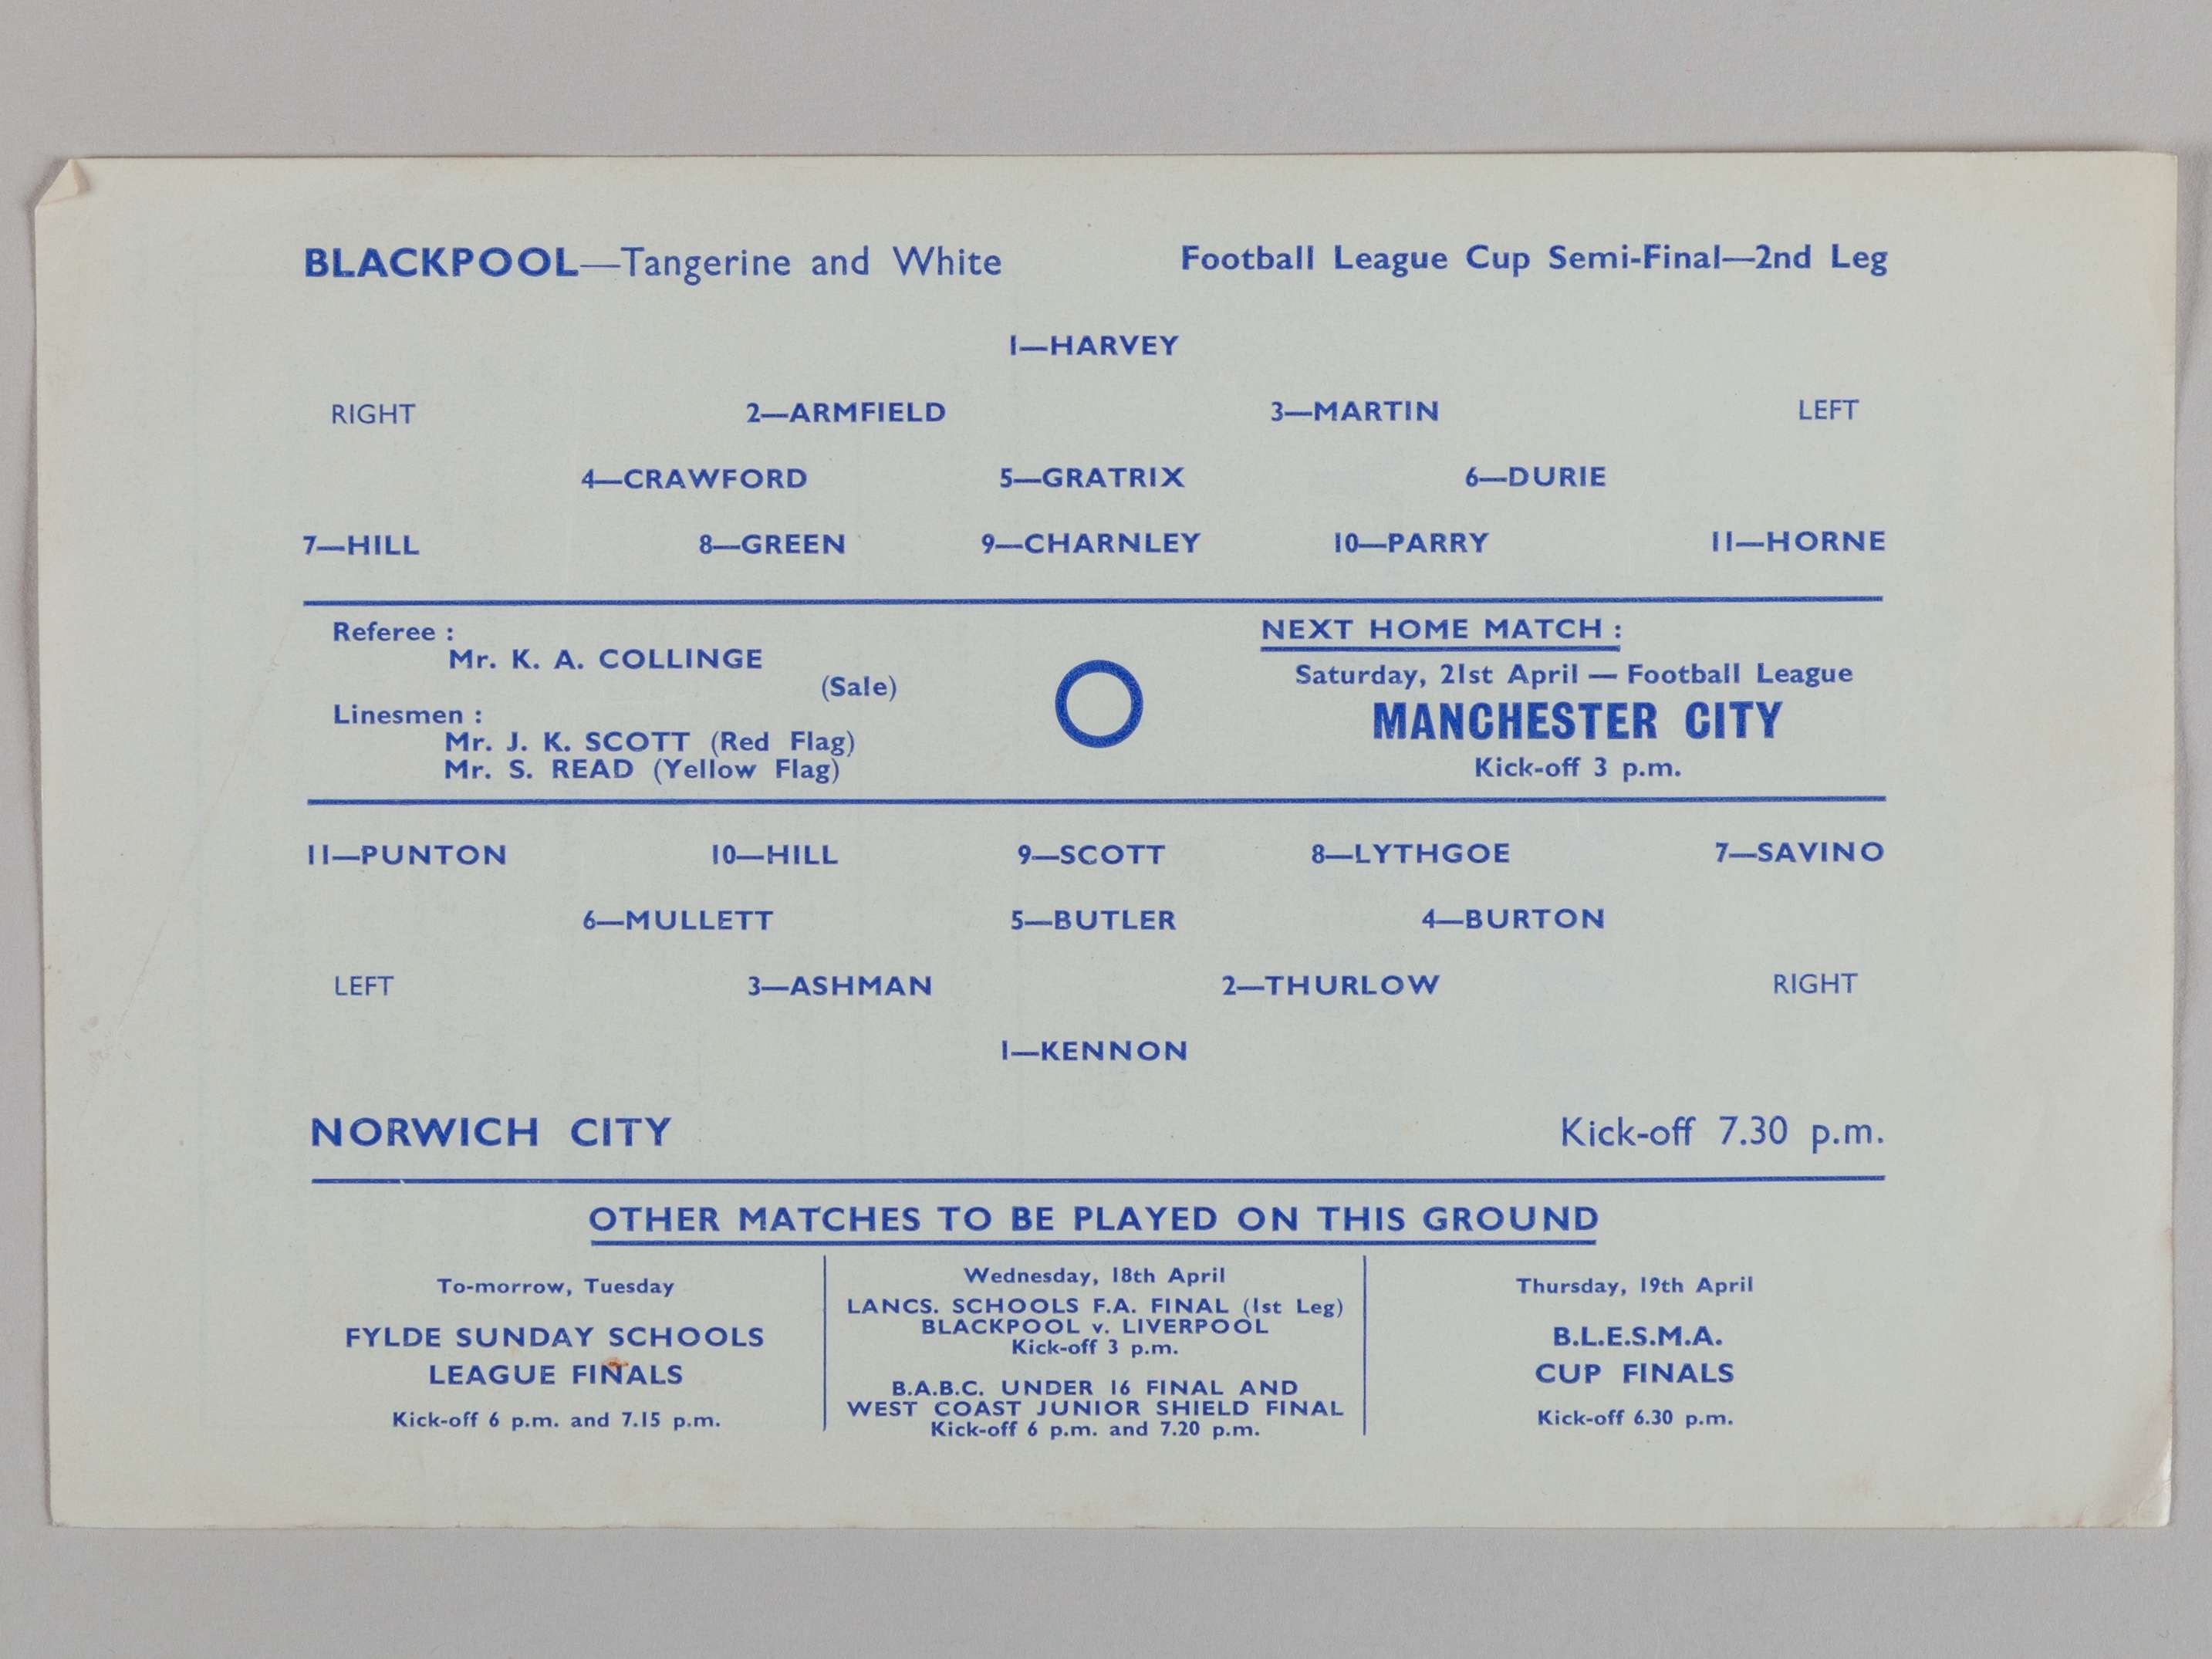 BLACKPOOL—Tangerine and White Football League Cup Semi-Final—2nd Leg
1—HARVEY
RIGHT 2—ARMFIELD 3—MARTIN LEFT
4—CRAWFORD 5—GRATRIX 6—DURIE
7—HILL 8—GREEN 9—CHARNLEY 10—PARRY 11—HORNE
Referee :
Mr. K. A. COLLINGE
(Sale)
Linesmen :
Mr. J. K. SCOTT (Red Flag)
Mr. S. READ (Yellow Flag)
NEXT HOME MATCH :
Saturday, 21st April — Football League
MANCHESTER CITY
Kick-off 3 p.m.
11—PUNTON 10—HILL 9—SCOTT 8—LYTHGOE 7—SAVINO
6—MULLETT 5—BUTLER 4—BURTON
LEFT 3—ASHMAN 2—THURLOW RIGHT
1—KENNON
NORWICH CITY Kick-off 7.30 p.m.
OTHER MATCHES TO BE PLAYED ON THIS GROUND
To-morrow, Tuesday
FYLDE SUNDAY SCHOOLS
LEAGUE FINALS
Kick-off 6 p.m. and 7.15 p.m.
Wednesday, 18th April
LANCS. SCHOOLS F.A. FINAL (1st Leg)
BLACKPOOL v. LIVERPOOL
Kick-off 3 p.m.
B.A.B.C. UNDER 16 FINAL AND
WEST COAST JUNIOR SHIELD FINAL
Kick-off 6 p.m. and 7.20 p.m.
Thursday, 19th April
B.L.E.S.M.A.
CUP FINALS
Kick-off 6.30 p.m.